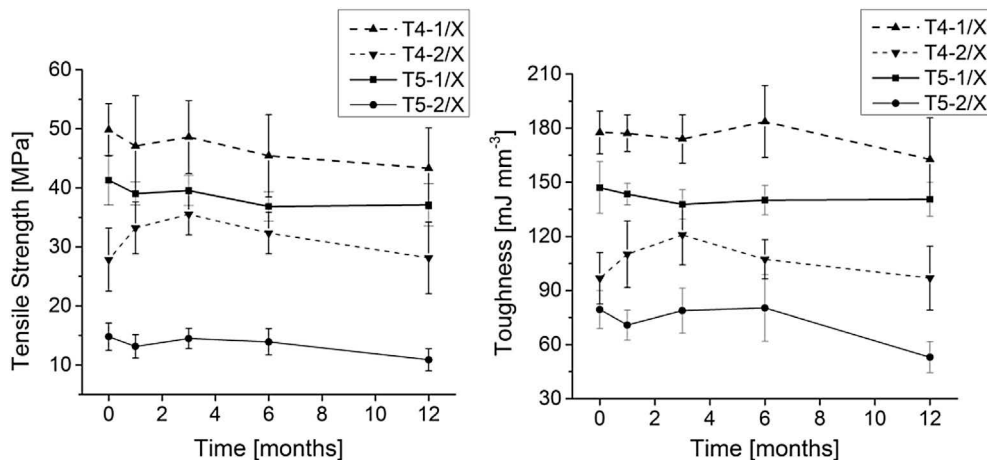 T4-1/X
T4-2/X
T5-1/X
T5-2/X
60
50
40
30
20
10
Tensile Strength [MPa]
0 2 4 6 8 10 12
Time [months]
T4-1/X
T4-2/X
T5-1/X
T5-2/X
210
180
150
120
90
60
30
Toughness [mJ mm⁻³]
0 2 4 6 8 10 12
Time [months]